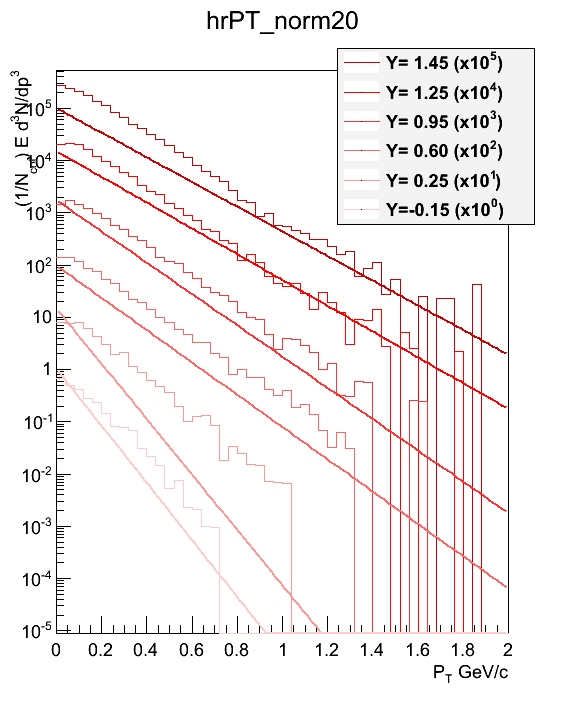 hrPT_norm20
Y= 1.45 (x10^5)
Y= 1.25 (x10^4)
Y= 0.95 (x10^3)
Y= 0.60 (x10^2)
Y= 0.25 (x10^1)
Y=-0.15 (x10^0)
E d^3N/dp^3
(1/N
10^5
10^4
10^3
10^2
10
1
10^-1
10^-2
10^-3
10^-4
10^-5
0 0.2 0.4 0.6 0.8 1 1.2 1.4 1.6 1.8 2
P_T GeV/c